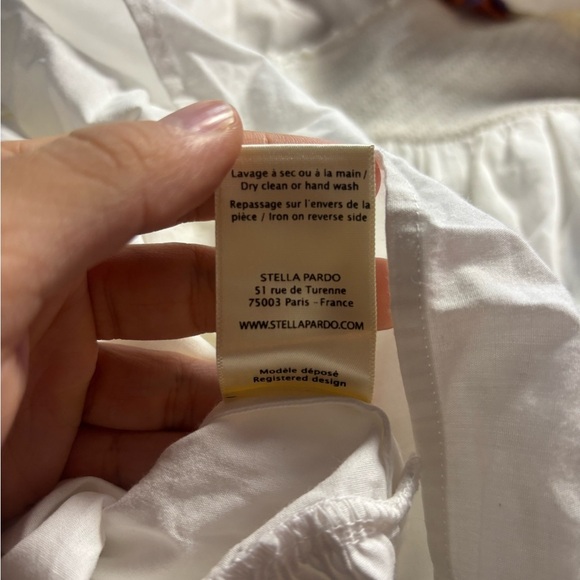 Lavage à sec ou à la main /
Dry clean or hand wash
Repassage sur l'envers de la
pièce / Iron on reverse side
STELLA PARDO
51 rue de Turenne
75003 Paris - France
WWW.STELLAPARDO.COM
Modèle déposé
Registered design